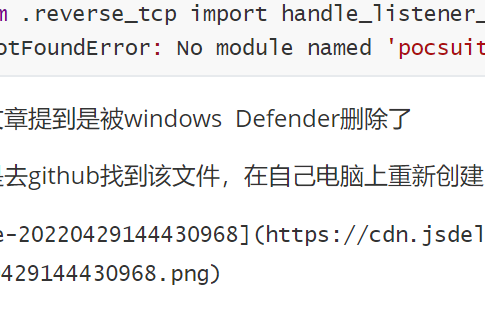 m .reverse_tcp import handle_listener_
otFoundError: No module named 'pocsuit
文章提到是被windows Defender删除了
是去github找到该文件，在自己电脑上重新创建
e-20220429144430968](https://cdn.jsdel
429144430968.png)